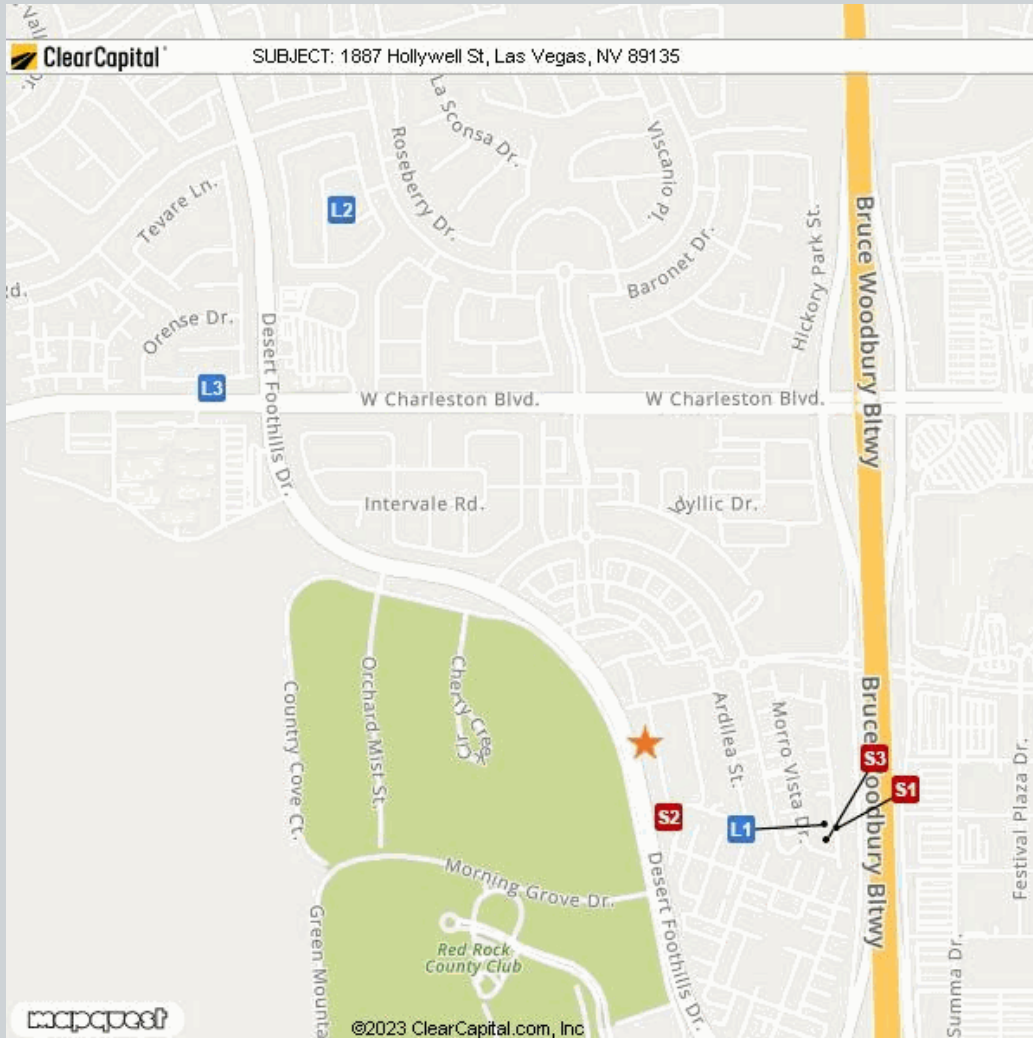 ClearCapital
SUBJECT: 1887 Hollywell St, Las Vegas, NV 89135
La Sconsa Dr.
Roseberry Dr.
Viscanio Pl.
Tevare Ln.
L2
Baronet Dr.
Hickory Park St.
Bruce Woodbury Bltwy
Rd.
Orense Dr.
Desert Foothills Dr.
L3
W Charleston Blvd.
W Charleston Blvd.
Intervale Rd.
Idyllic Dr.
Country Cove Ct.
Orchard Mist St.
Cherry Creek Cir.
Ardilea St.
Morro Vista Dr.
Bruce Woodbury Bltwy
S3
S1
S2
L1
Festival Plaza Dr.
Desert Foothills Dr.
Morning Grove Dr.
Green Mounta
Red Rock
County Club
Summa Dr.
mapquest
©2023 ClearCapital.com, Inc